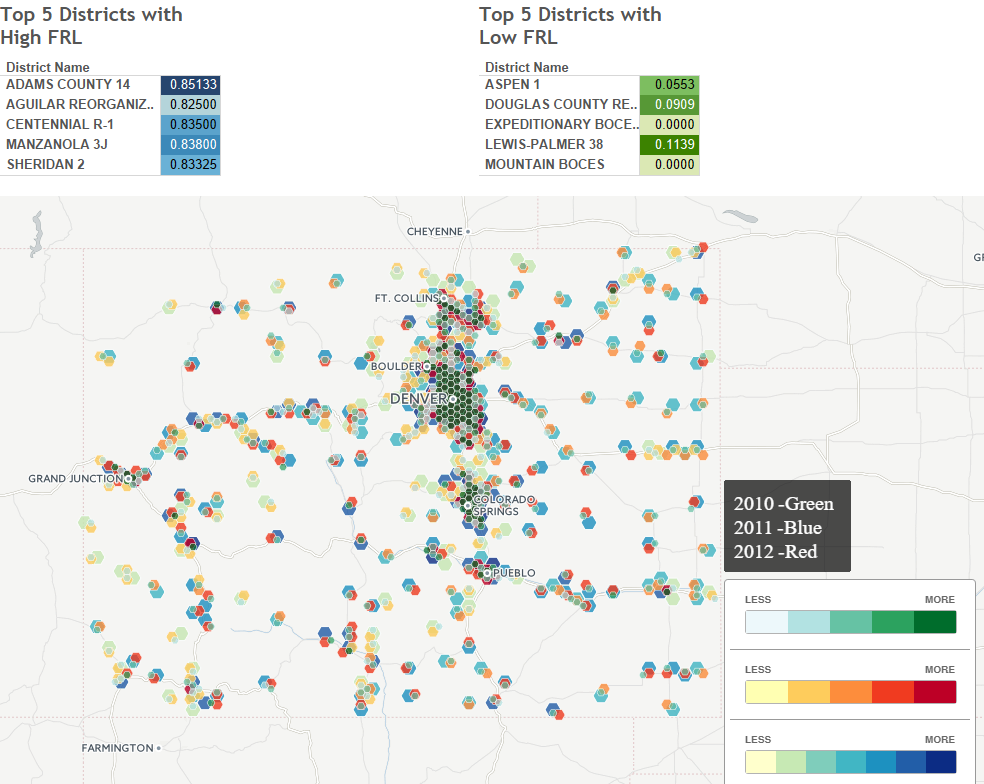 Top 5 Districts with
High FRL
District Name
ADAMS COUNTY 14 0.85133
AGUILAR REORGANIZ.. 0.82500
CENTENNIAL R-1 0.83500
MANZANOLA 3J 0.83800
SHERIDAN 2 0.83325
Top 5 Districts with
Low FRL
District Name
ASPEN 1 0.0553
DOUGLAS COUNTY RE.. 0.0909
EXPEDITIONARY BOCE.. 0.0000
LEWIS-PALMER 38 0.1139
MOUNTAIN BOCES 0.0000
CHEYENNE
GR
FT. COLLINS
BOULDER
DENVER
GRAND JUNCTION
COLORADO
SPRINGS
PUEBLO
FARMINGTON
2010 -Green
2011 -Blue
2012 -Red
LESS MORE
LESS MORE
LESS MORE